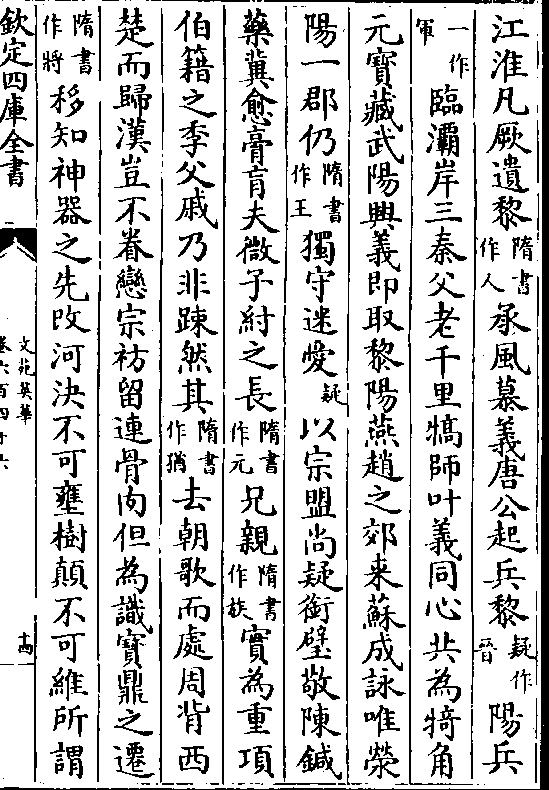 江淮凡厥遺黎隋書作人承風慕義唐公起兵黎疑作晉陽兵
一作軍臨灞岸三秦父老千里犒師叶義同心共為犄角
元寶藏武陽興義即取黎陽燕趙之郊来蘇成詠唯滎
陽一郡仍隋書作王獨守迷愛疑以宗盟尚疑銜璧敬陳鍼
藥冀愈膏肓夫微子紂之長隋書作元兄親隋書作族實為重項
伯籍之季父戚乃非踈然其隋書作猶去朝歌而處周背西
楚而歸漢豈不眷戀宗祊留連骨肉但為識寶鼎之遷
隋書作將移知神器之先改河決不可壅樹顛不可維所謂
欽定四庫全書
文苑英華
卷六百四十六
十四